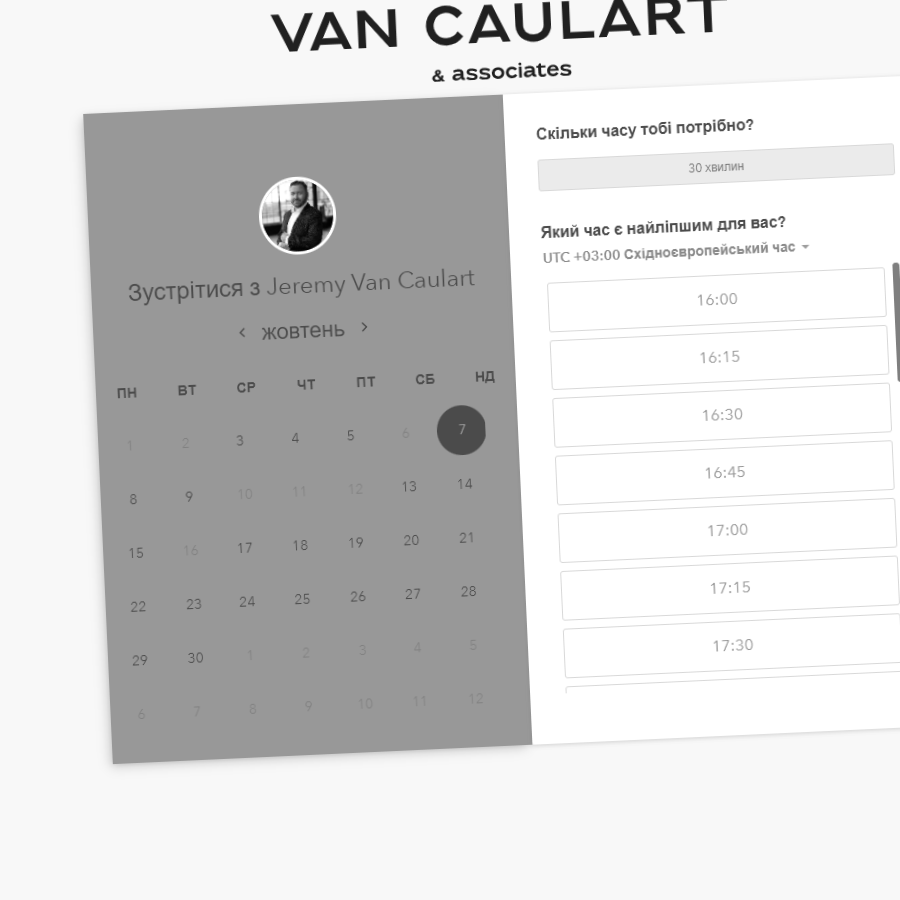 VAN CAULART
& associates
Зустрітися з Jeremy Van Caulart
жовтень
ПН ВТ СР ЧТ ПТ СБ НД
1 2 3 4 5 6 7
8 9 10 11 12 13 14
15 16 17 18 19 20 21
22 23 24 25 26 27 28
29 30 1 2 3 4 5
6 7 8 9 10 11 12
Скільки часу тобі потрібно?
30 хвилин
Який час є найліпшим для вас?
UTC +03:00 Східноєвропейський час
16:00
16:15
16:30
16:45
17:00
17:15
17:30